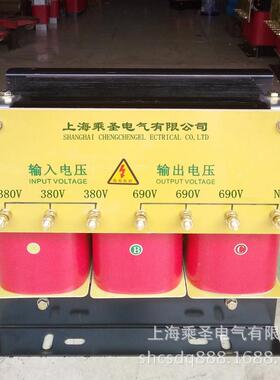 上海乘圣电气有限公司
SHANGHAI CHENGCHENGEL ECTRICAL CO., LTD
输入电压 输出电压
INPUT VOLTAGE OUTPUT VOLTAGE
380V 380V 380V 690V 690V 690V N
B C
上海乘圣电气有限公司
shcsdq888.1688.